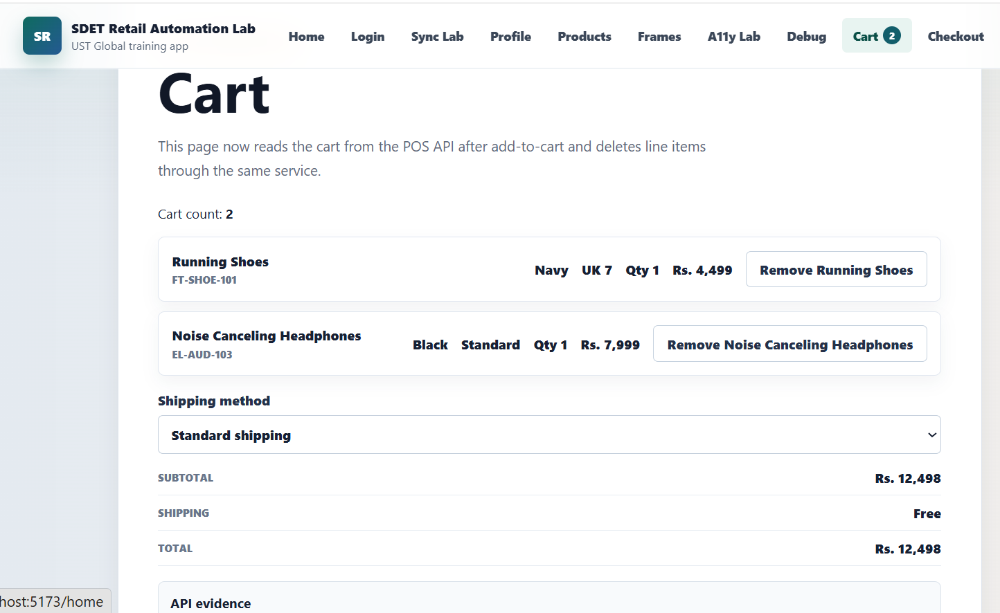 SR
SDET Retail Automation Lab
UST Global training app
Home
Login
Sync Lab
Profile
Products
Frames
A11y Lab
Debug
Cart 2
Checkout
Cart
This page now reads the cart from the POS API after add-to-cart and deletes line items
through the same service.
Cart count: 2
Running Shoes
FT-SHOE-101
Navy UK 7 Qty 1 Rs. 4,499
Remove Running Shoes
Noise Canceling Headphones
EL-AUD-103
Black Standard Qty 1 Rs. 7,999
Remove Noise Canceling Headphones
Shipping method
Standard shipping
SUBTOTAL Rs. 12,498
SHIPPING Free
TOTAL Rs. 12,498
API evidence
host:5173/home